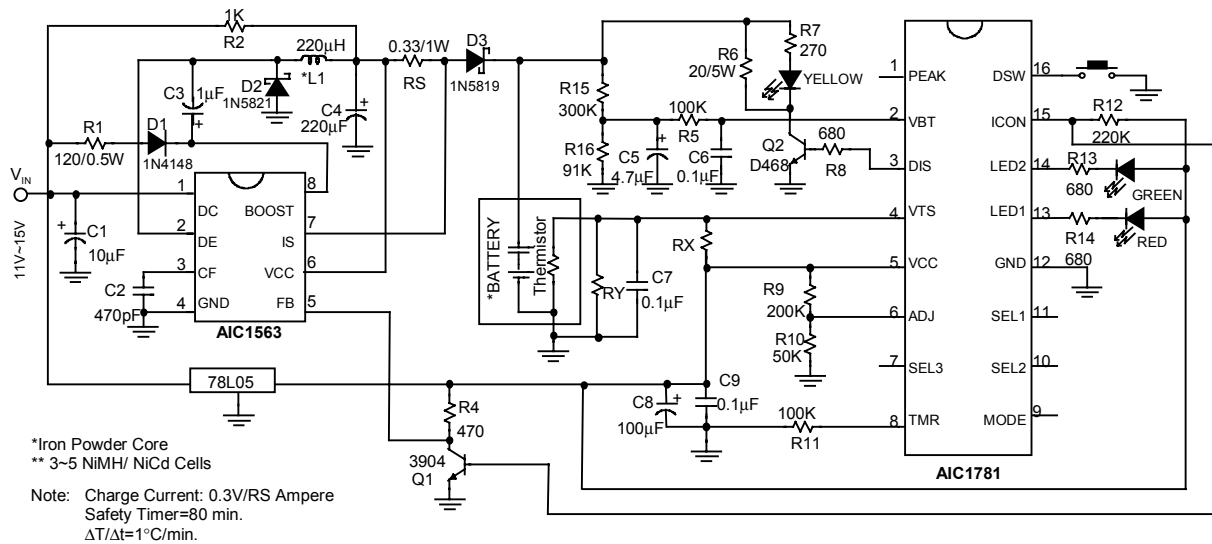 1K
R2
220µH
*L1
0.33/1W
RS
D3
1N5819
D2
1N5821
C3
1µF
C4
220µF
R1
120/0.5W
D1
1N4148
VIN
11V~15V
C1
10µF
C2
470pF
1
DC
2
DE
3
CF
4
GND
8
BOOST
7
IS
6
VCC
5
FB
AIC1563
R15
300K
R16
91K
C5
4.7µF
100K
R5
C6
0.1µF
R6
20/5W
R7
270
YELLOW
Q2
D468
680
R8
*BATTERY
Thermistor
RY
C7
0.1µF
RX
R9
200K
R10
50K
1
PEAK
2
VBT
3
DIS
4
VTS
5
VCC
6
ADJ
7
SEL3
8
TMR
16
DSW
15
ICON
14
LED2
13
LED1
12
GND
11
SEL1
10
SEL2
9
MODE
AIC1781
R12
220K
R13
680
GREEN
R14
680
RED
78L05
R4
470
3904
Q1
C8
100µF
C9
0.1µF
100K
R11
*Iron Powder Core
** 3~5 NiMH/ NiCd Cells
Note: Charge Current: 0.3V/RS Ampere
Safety Timer=80 min.
ΔT/Δt=1°C/min.